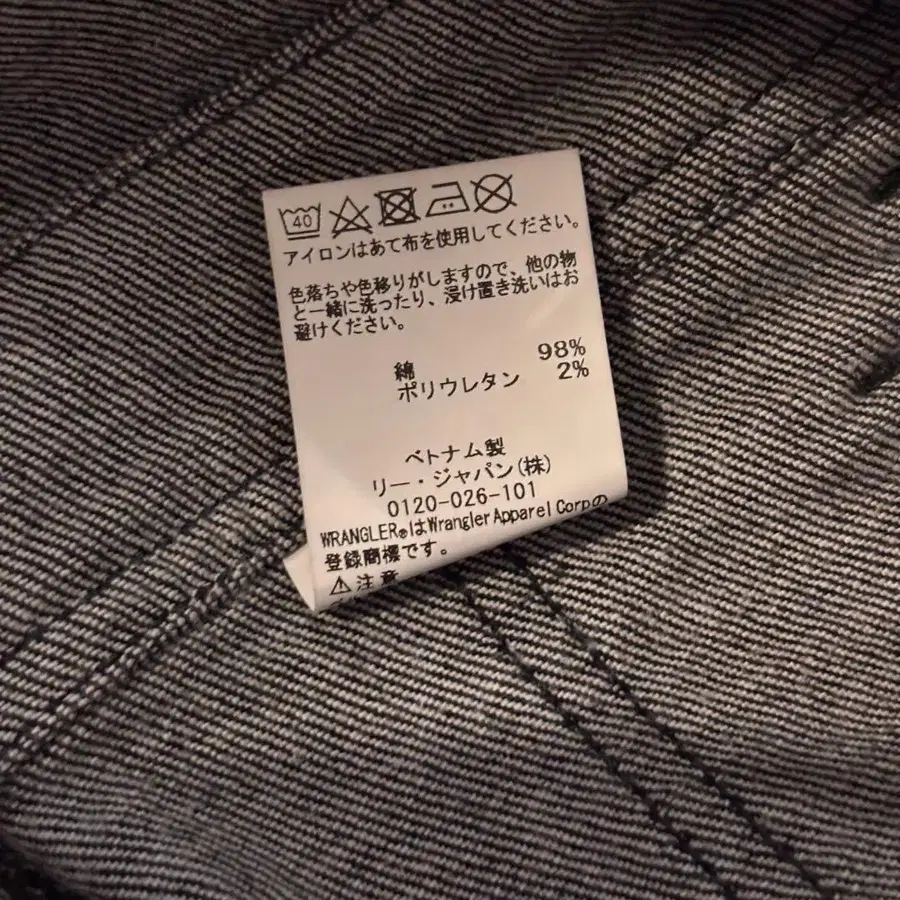 40
アイロンはあて布を使用してください。
色落ちや色移りがしますので、他の物
と一緒に洗ったり、浸け置き洗いはお
避けください。
綿 98%
ポリウレタン 2%
ベトナム製
リー・ジャパン(株)
0120-026-101
WRANGLER®はWrangler Apparel Corpの
登録商標です。
⚠注意